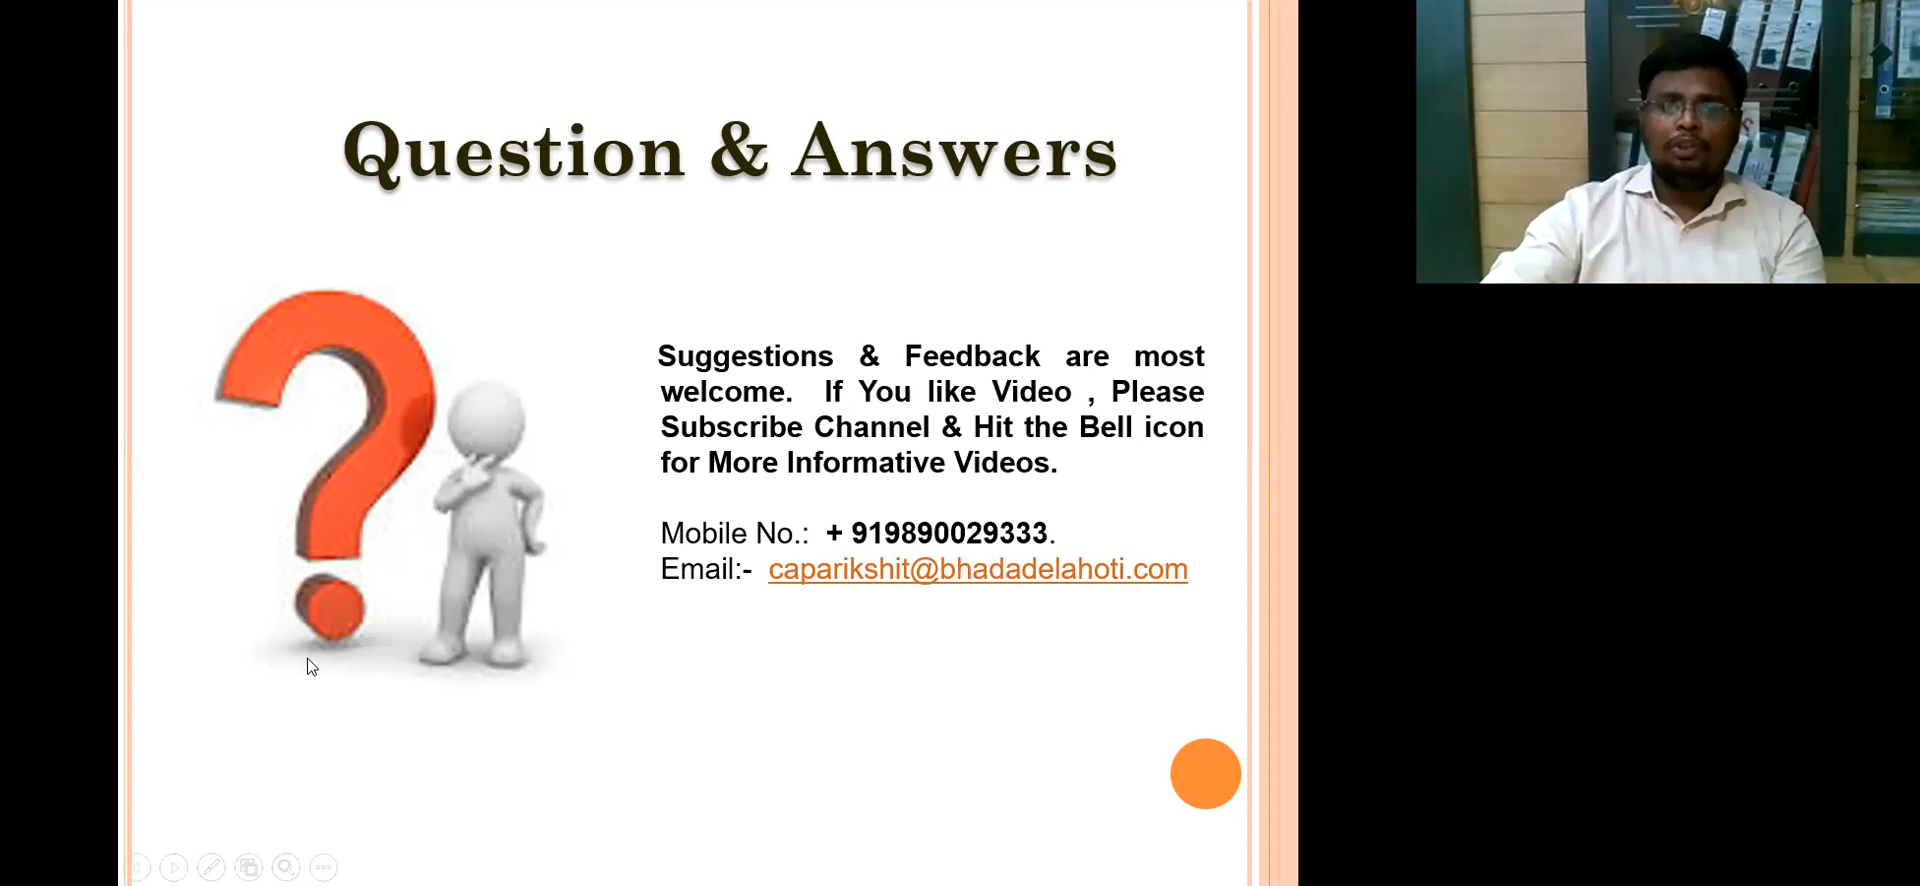 Question & Answers
Suggestions & Feedback are most
welcome. If You like Video , Please
Subscribe Channel & Hit the Bell icon
for More Informative Videos.
Mobile No.: + 919890029333.
Email:- caparikshit@bhadadelahoti.com